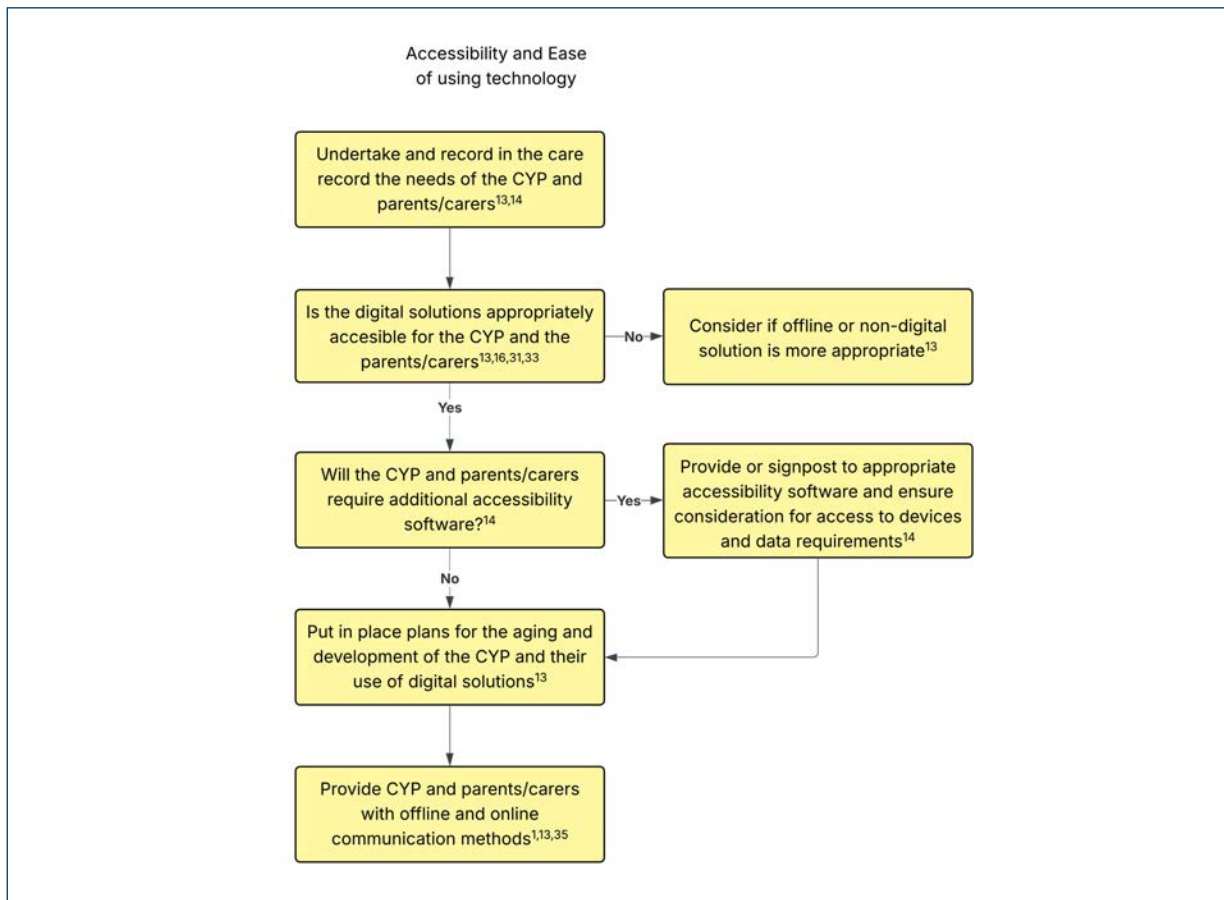 Accessibility and Ease
of using technology
Undertake and record in the care
record the needs of the CYP and
parents/carers13,14
Is the digital solutions appropriately
accesible for the CYP and the
parents/carers13,16,31,33
No
Consider if offline or non-digital
solution is more appropriate13
Yes
Will the CYP and parents/carers
require additional accessibility
software?14
Yes
Provide or signpost to appropriate
accessibility software and ensure
consideration for access to devices
and data requirements14
No
Put in place plans for the aging and
development of the CYP and their
use of digital solutions13
Provide CYP and parents/carers
with offline and online
communication methods1,13,35